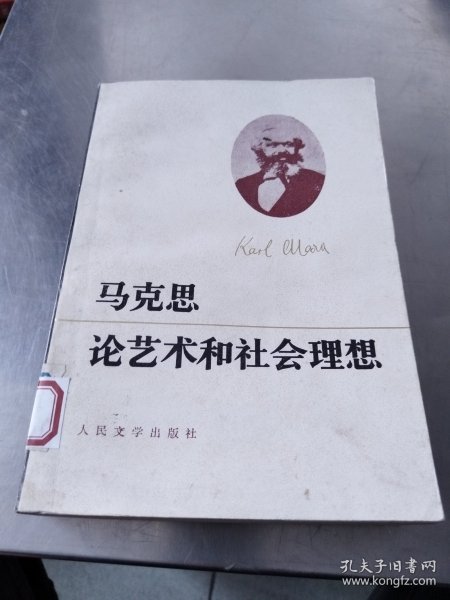 Karl Marx
马克思
论艺术和社会理想
人民文学出版社
孔夫子旧书网
www.kongfz.com